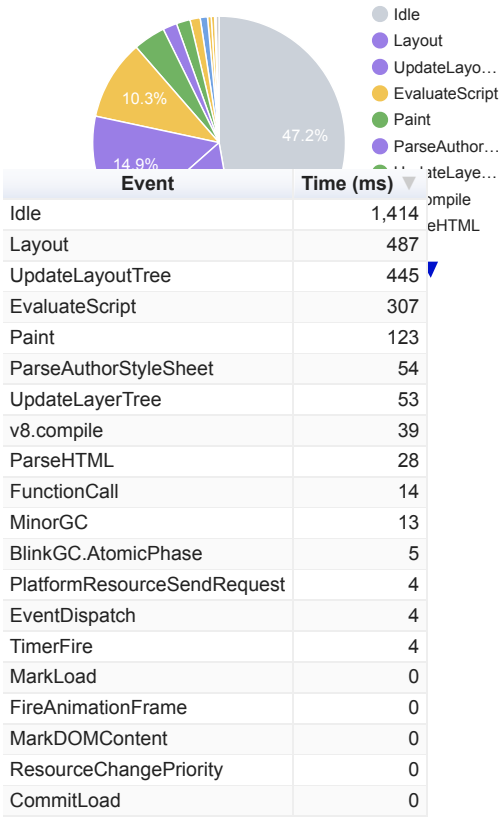 Idle
Layout
UpdateLayo...
EvaluateScript
Paint
ParseAuthor...
ateLaye...
ompile
eHTML
47.2%
10.3%
14.9%
Event Time (ms) ▼
Idle 1,414
Layout 487
UpdateLayoutTree 445
EvaluateScript 307
Paint 123
ParseAuthorStyleSheet 54
UpdateLayerTree 53
v8.compile 39
ParseHTML 28
FunctionCall 14
MinorGC 13
BlinkGC.AtomicPhase 5
PlatformResourceSendRequest 4
EventDispatch 4
TimerFire 4
MarkLoad 0
FireAnimationFrame 0
MarkDOMContent 0
ResourceChangePriority 0
CommitLoad 0